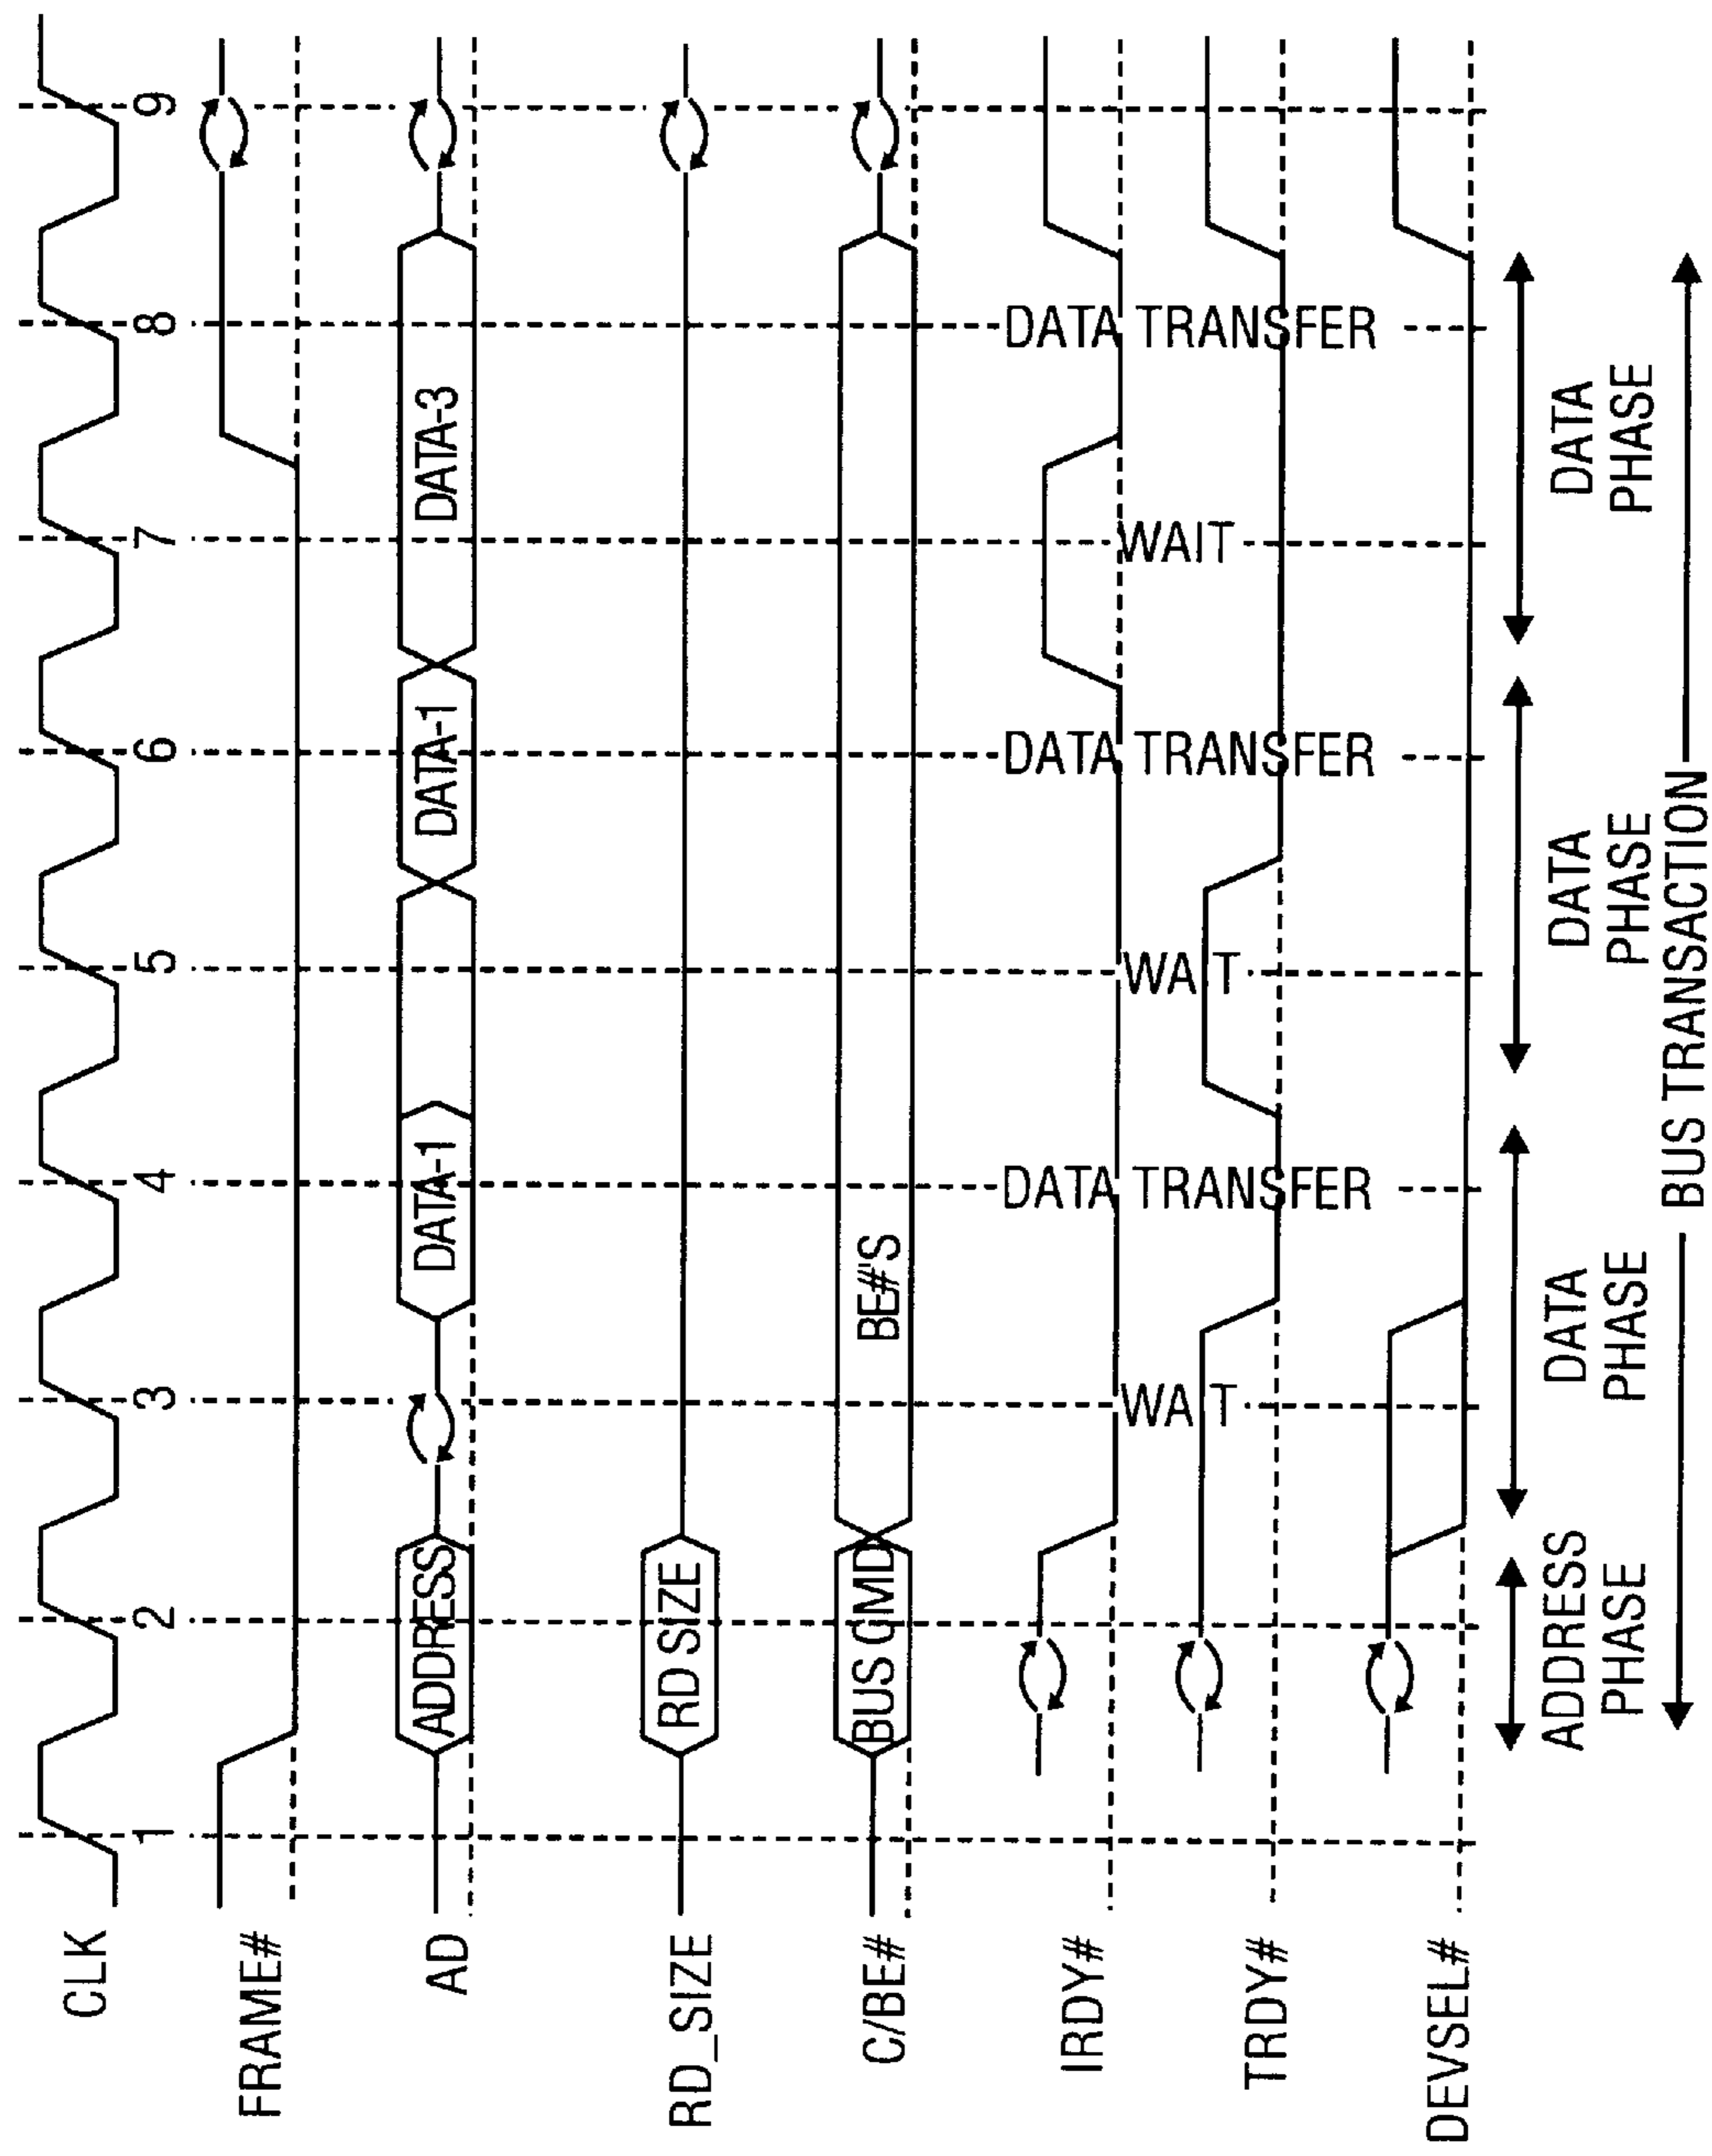 CLK
1
2
3
4
5
6
7
8
9
FRAME#
AD
ADDRESS
DATA-1
DATA-1
DATA-3
RD_SIZE
RD SIZE
C/BE#
BUS CMD
BE#'S
IRDY#
DATA TRANSFER
DATA TRANSFER
DATA TRANSFER
WAIT
WAIT
WAIT
TRDY#
DEVSEL#
ADDRESS
PHASE
DATA
PHASE
DATA
PHASE
DATA
PHASE
BUS TRANSACTION